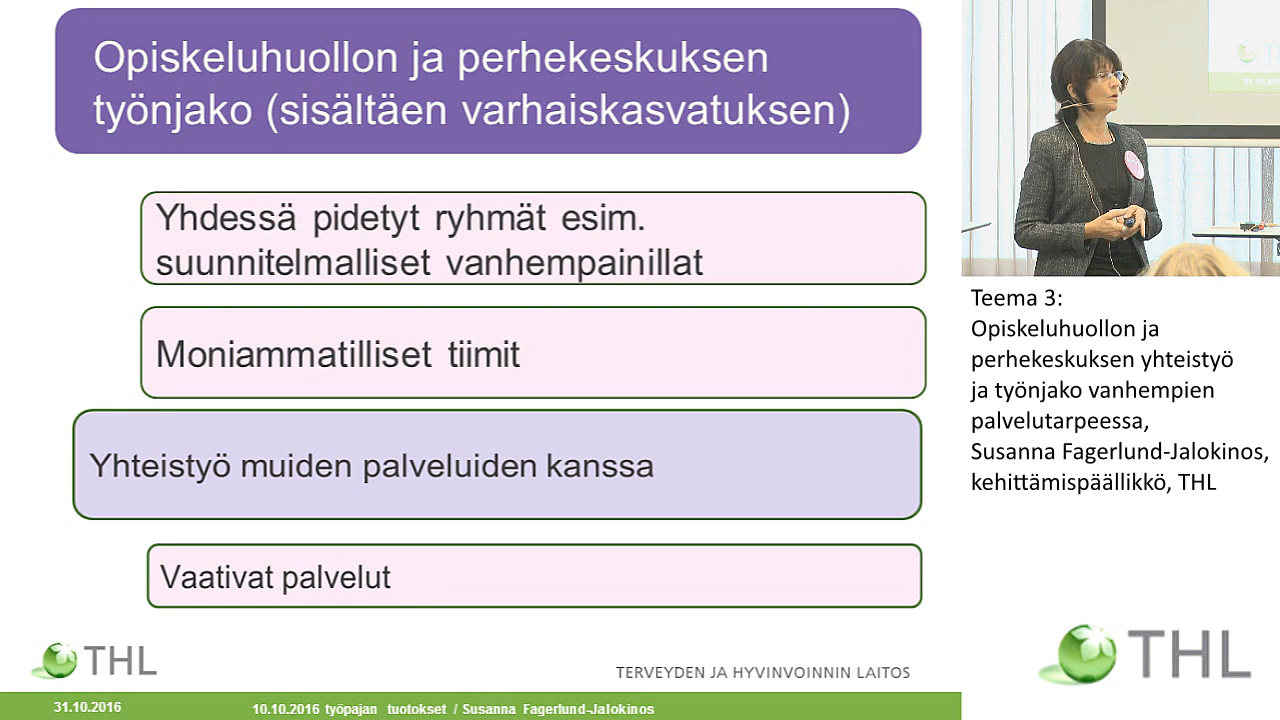 Opiskeluhuollon ja perhekeskuksen
työnjako (sisältäen varhaiskasvatuksen)
Yhdessä pidetyt ryhmät esim.
suunnitelmalliset vanhempainillat
Moniammatilliset tiimit
Yhteistyö muiden palveluiden kanssa
Vaativat palvelut
THL
TERVEYDEN JA HYVINVOINNIN LAITOS
31.10.2016
10.10.2016 työpajan tuotokset / Susanna Fagerlund-Jalokinos
Teema 3:
Opiskeluhuollon ja
perhekeskuksen yhteistyö
ja työnjako vanhempien
palvelutarpeessa,
Susanna Fagerlund-Jalokinos,
kehittämispäällikkö, THL
THL